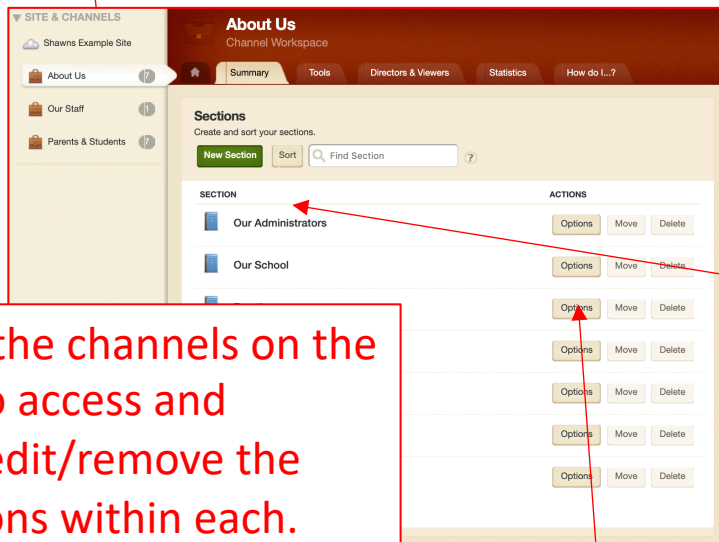 SITE & CHANNELS
Shawns Example Site
About Us 7
Our Staff 1
Parents & Students 7
About Us
Channel Workspace
Summary Tools Directors & Viewers Statistics How do I...?
Sections
Create and sort your sections.
New Section Sort Find Section ?
SECTION ACTIONS
Our Administrators Options Move Delete
Our School Options Move Delete
Options Move Delete
Options Move Delete
Options Move Delete
Options Move Delete
Options Move Delete
the channels on the
access and
edit/remove the
within each.